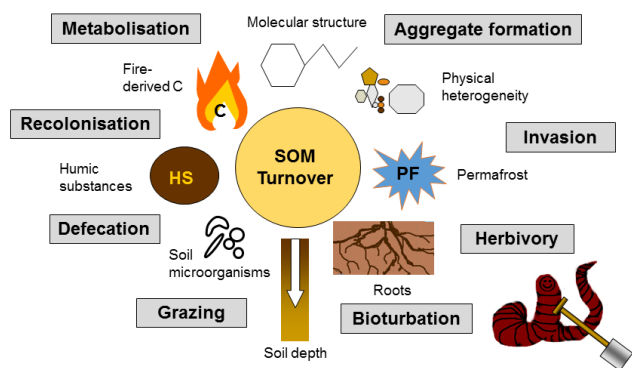 Metabolisation
Molecular structure
Aggregate formation
Fire-
derived C
C
Physical
heterogeneity
Recolonisation
Invasion
SOM
Turnover
Humic
substances
HS
PF
Permafrost
Defecation
Herbivory
Soil
microorganisms
Roots
Grazing
Bioturbation
Soil depth